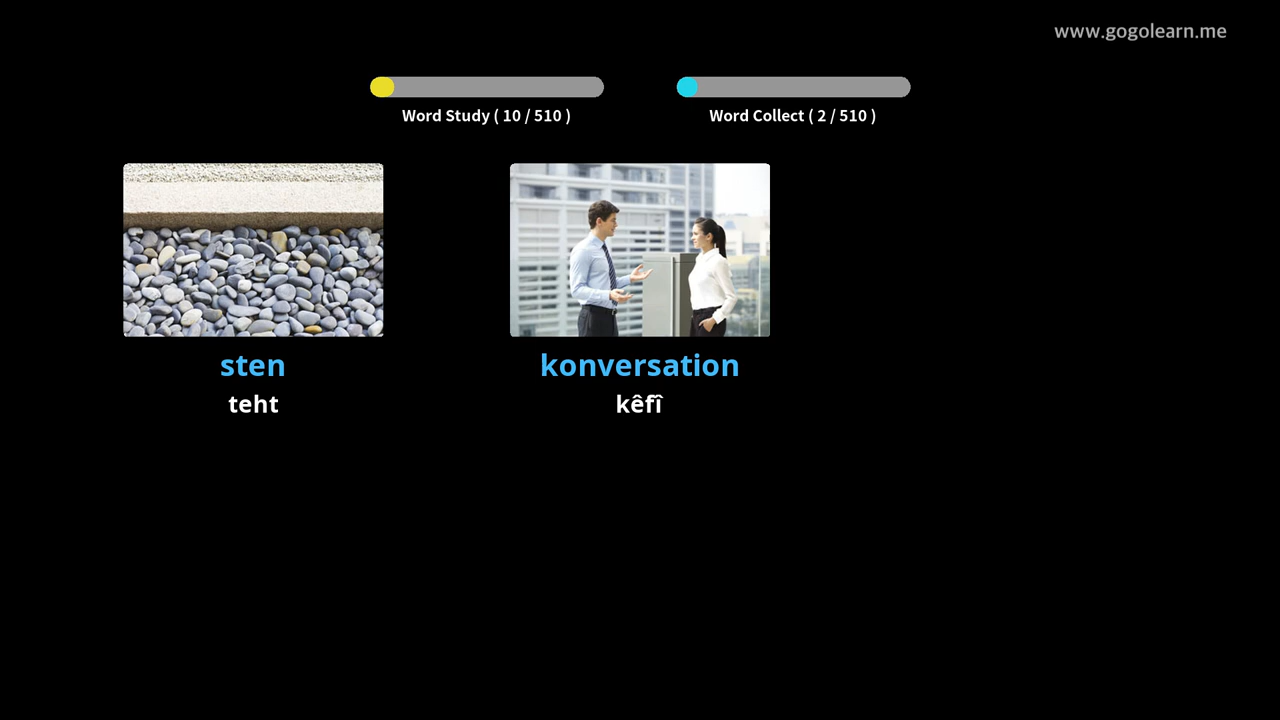 www.gogolearn.me
Word Study ( 10 / 510 )
Word Collect ( 2 / 510 )
sten
teht
konversation
kêfî